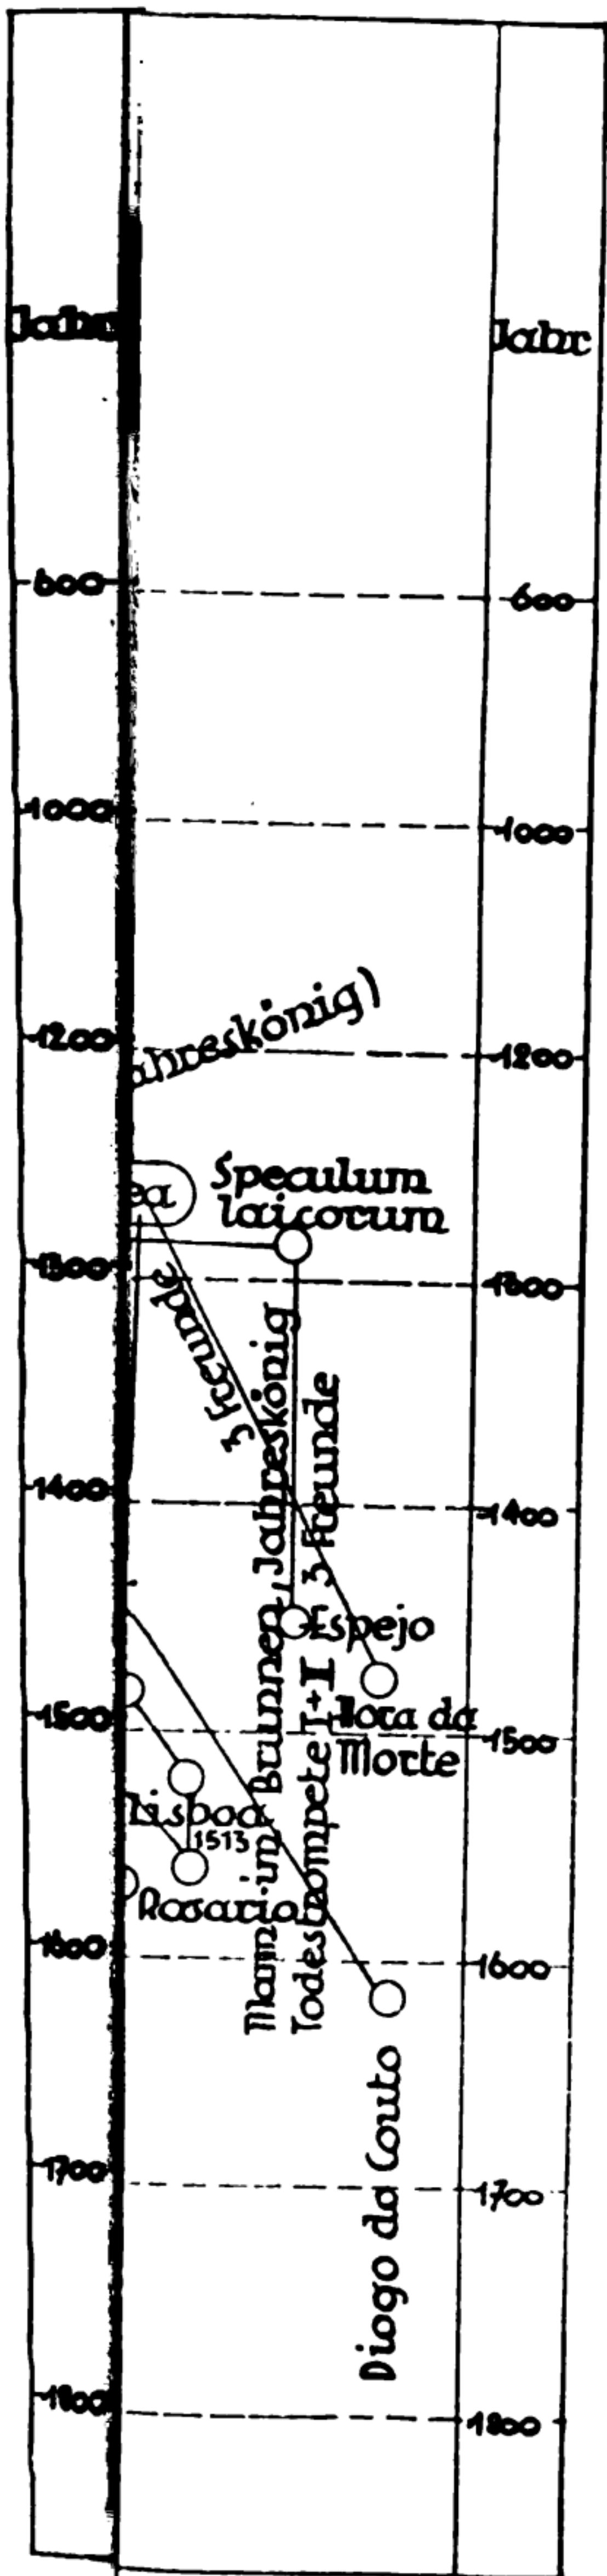 Jahr
Jahr
600
600
1000
1000
ahreskönig)
1200
1200
ea
Speculum
laicorum
1300
1300
3 Freunde
Mann im Brunnen, Jahreskönig
Todestrompete I+II 3 Freunde
1400
1400
Espejo
Hora da
Morte
1500
1500
Lisboa
1513
Rosario
1600
1600
Diogo do Couto
1700
1700
1800
1800